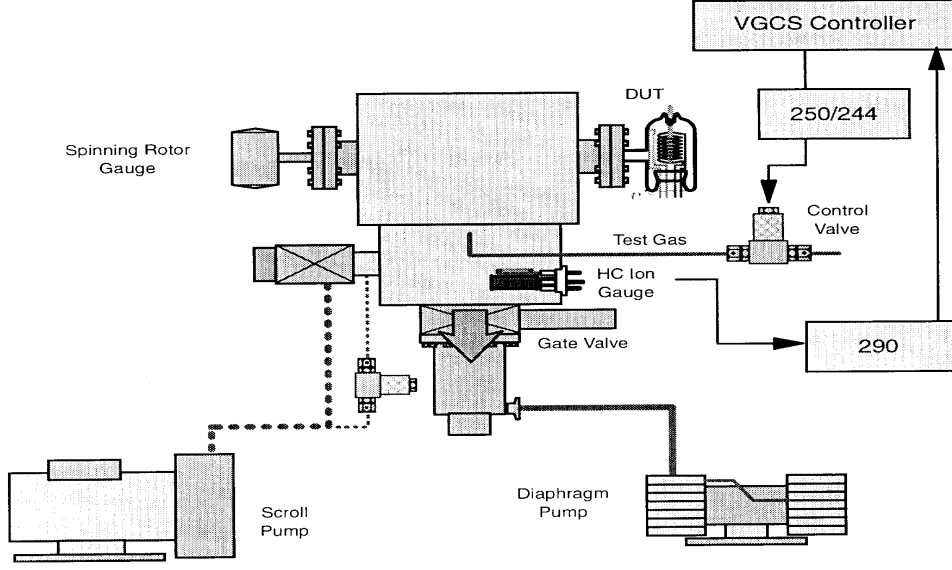 VGCS Controller
DUT
250/244
Spinning Rotor
Gauge
Control
Valve
Test Gas
HC Ion
Gauge
Gate Valve
290
Diaphragm
Pump
Scroll
Pump